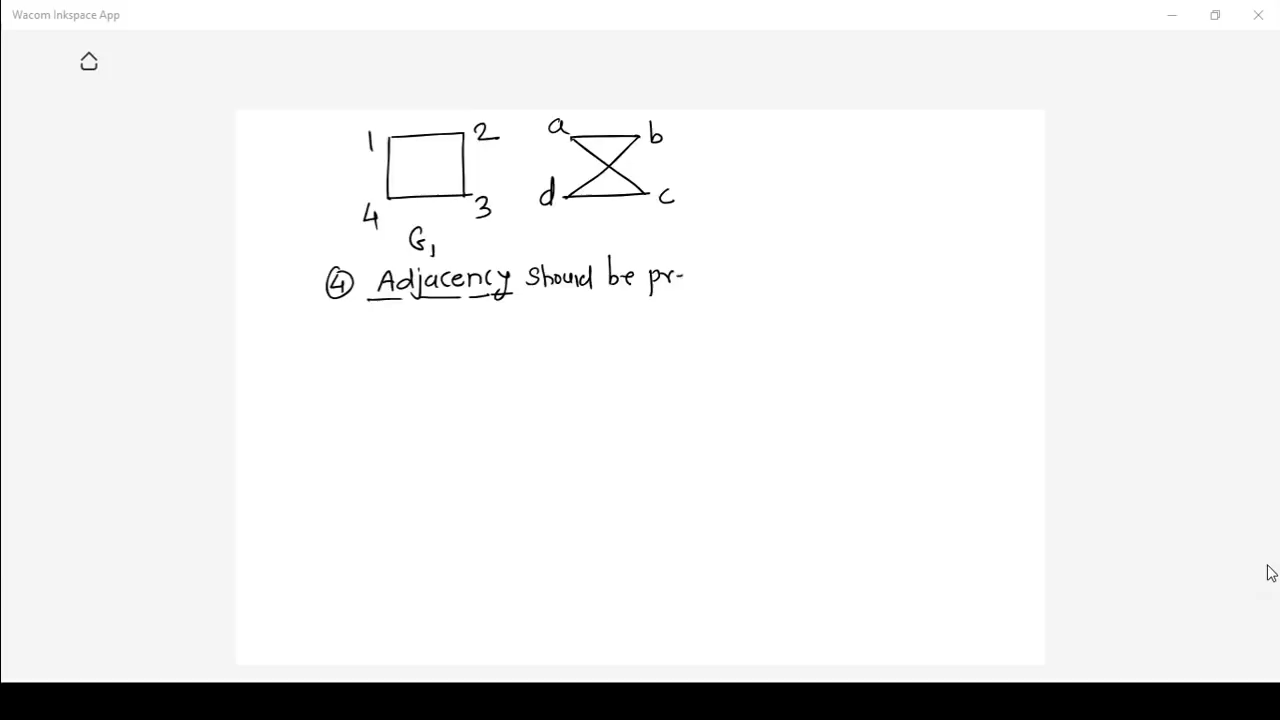 Wacom Inkspace App
1 2 a b
4 3 d c
G1
④ Adjacency should be pr-